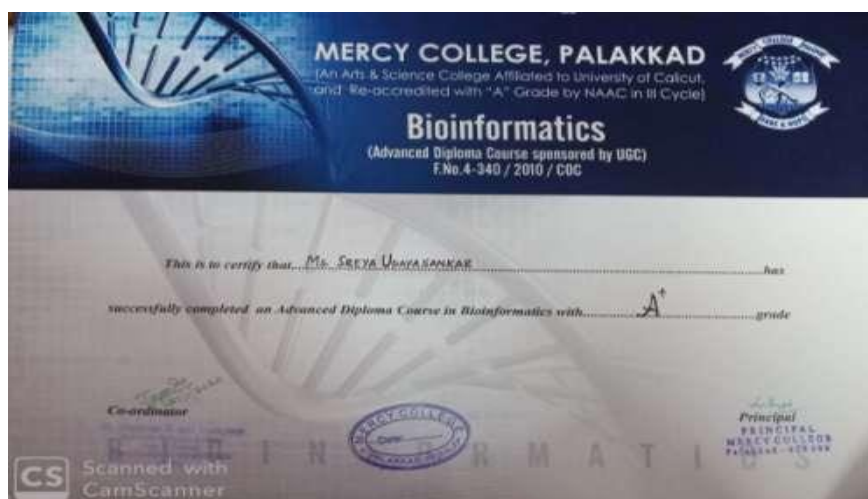 MERCY COLLEGE, PALAKKAD
(An Arts & Science College Affiliated to University of Calicut,
and Re-accredited with "A" Grade by NAAC in III Cycle)
Bioinformatics
(Advanced Diploma Course sponsored by UGC)
F.No.4-340 / 2010 / COC
This is to certify that Ms SREYA UDAYASANKAR has
successfully completed an Advanced Diploma Course in Bioinformatics with A+ grade
Co-ordinator
MERCY COLLEGE
Principal
PRINCIPAL
MERCY COLLEGE
BIOINFORMATICS
CS Scanned with
CamScanner